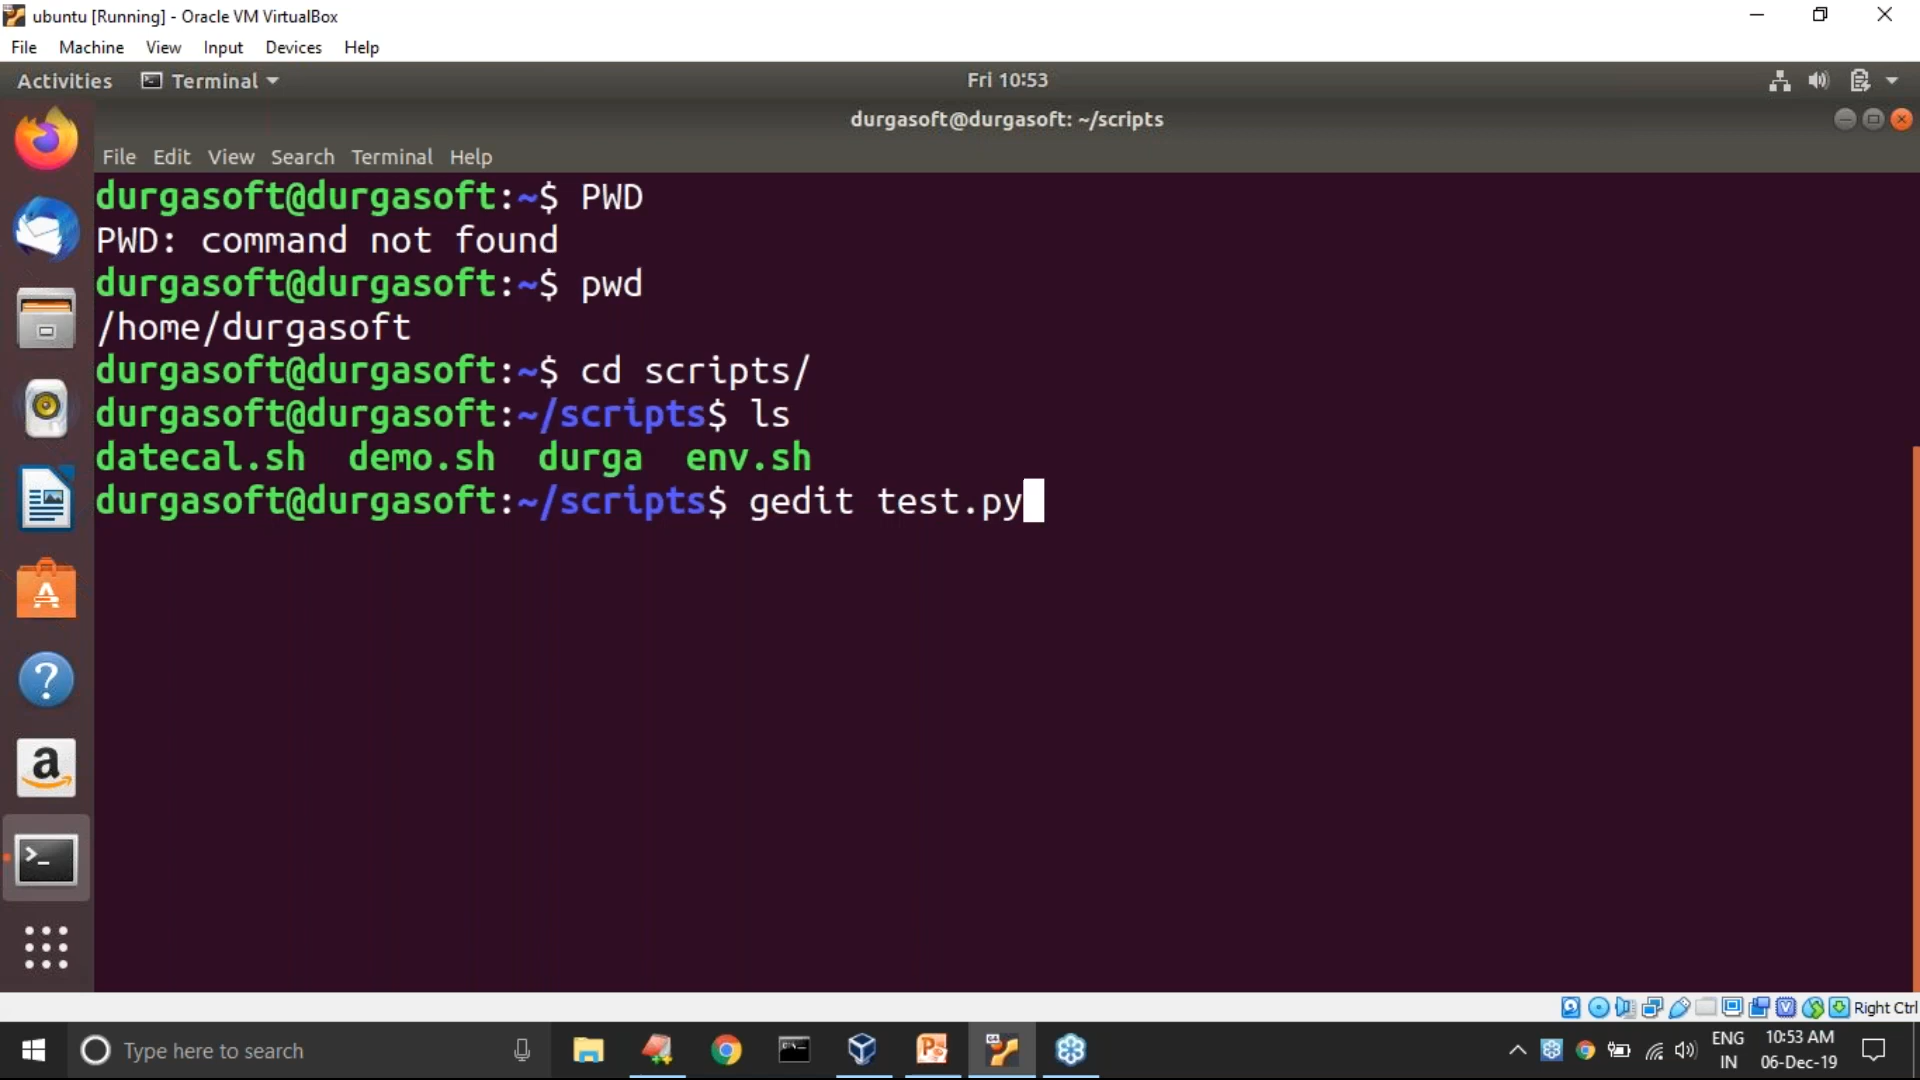 ubuntu [Running] - Oracle VM VirtualBox
File Machine View Input Devices Help
Activities Terminal Fri 10:53
durgasoft@durgasoft: ~/scripts
File Edit View Search Terminal Help
durgasoft@durgasoft:~$ PWD
PWD: command not found
durgasoft@durgasoft:~$ pwd
/home/durgasoft
durgasoft@durgasoft:~$ cd scripts/
durgasoft@durgasoft:~/scripts$ ls
datecal.sh demo.sh durga env.sh
durgasoft@durgasoft:~/scripts$ gedit test.py
Right Ctrl
Type here to search
ENG
IN
10:53 AM
06-Dec-19